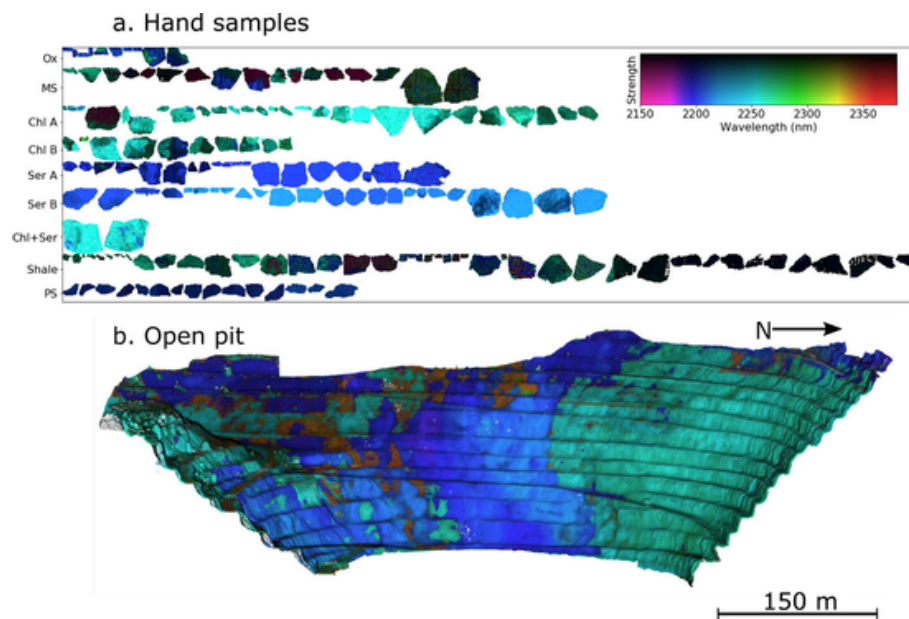 a. Hand samples
Ox
MS
Chl A
Chl B
Ser A
Ser B
Chl+Ser
Shale
PS
Strength
2150 2200 2250 2300 2350
Wavelength (nm)
b. Open pit
N
150 m